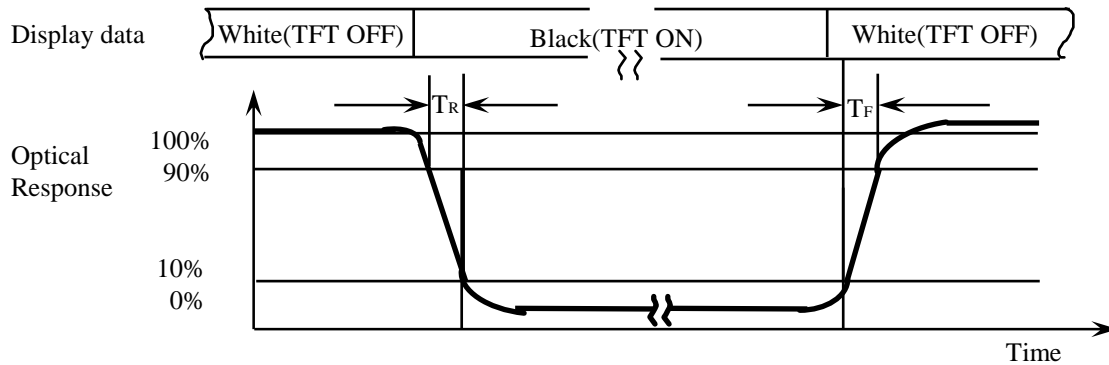 Display data
White(TFT OFF)
Black(TFT ON)
White(TFT OFF)
TR
TF
Optical
Response
100%
90%
10%
0%
Time